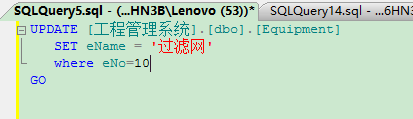 SQLQuery5.sql - (...HN3B\Lenovo (53))* SQLQuery14.sql - ...6HN3
UPDATE [工程管理系统].[dbo].[Equipment]
SET eName = '过滤网'
where eNo=10
GO